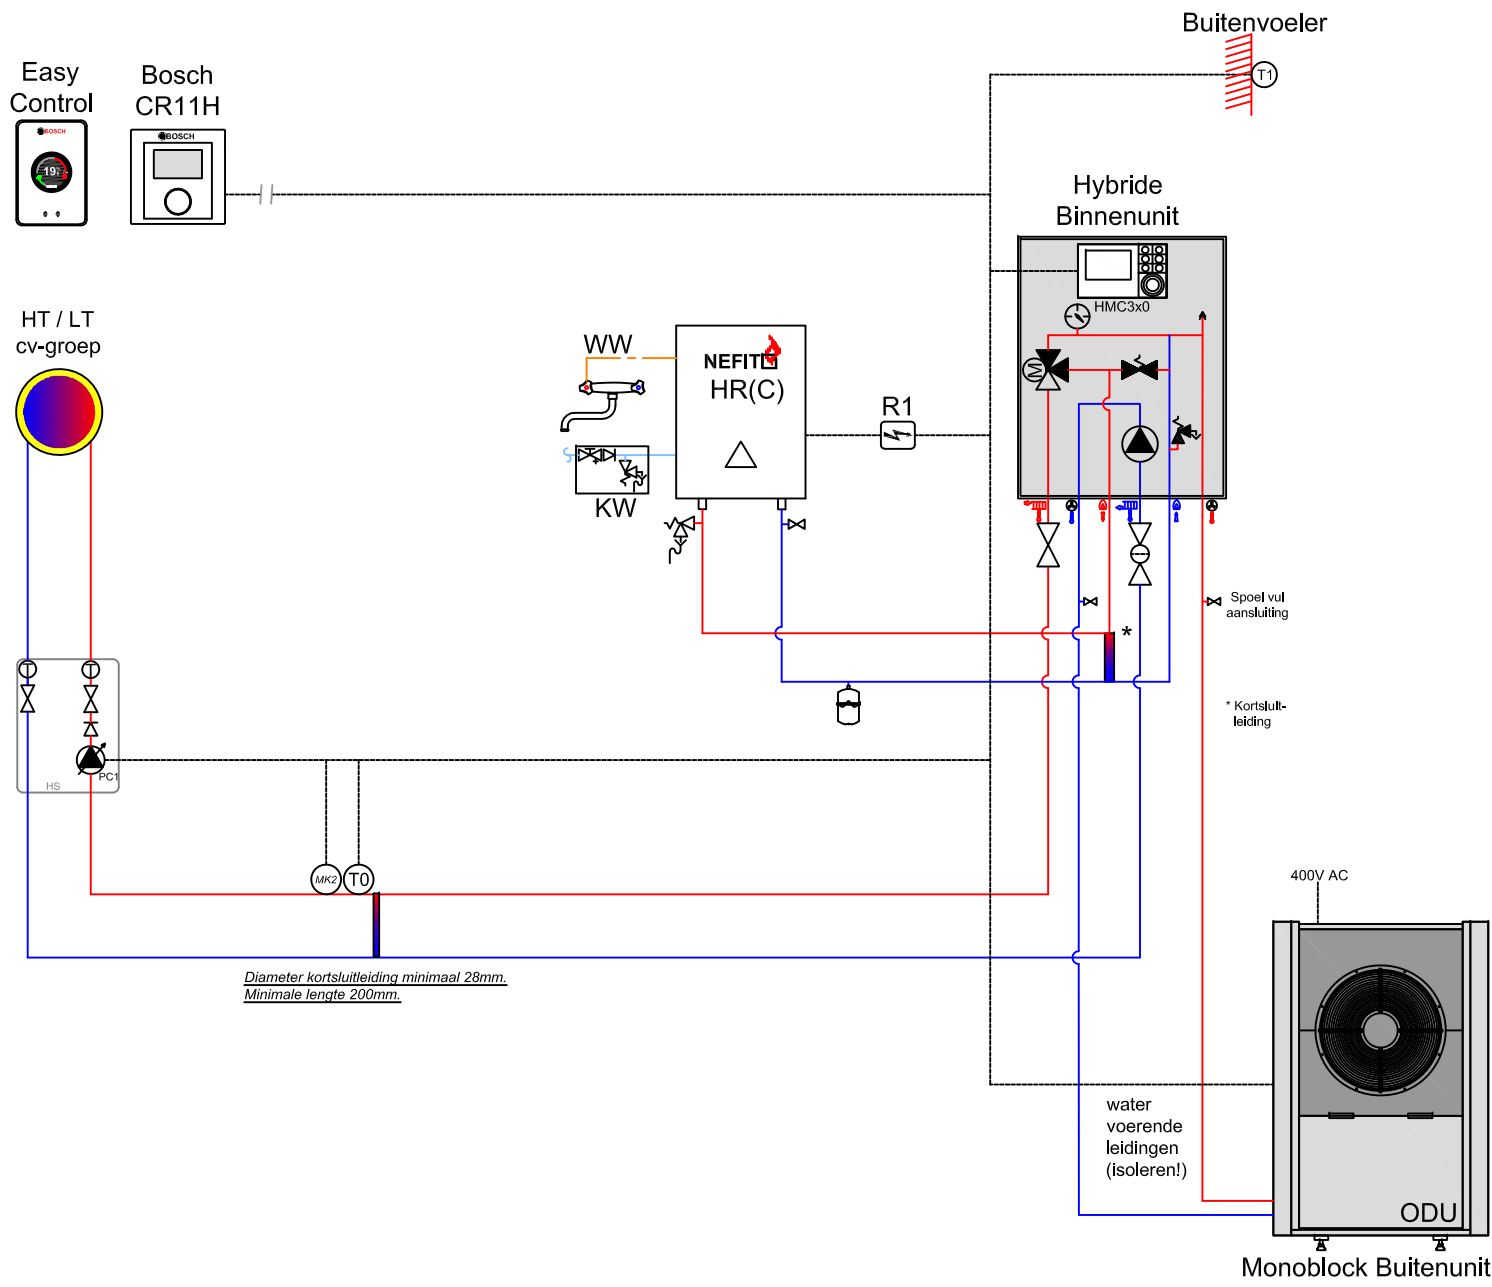 Buitenvoeler
T1
Easy
Control
Bosch
CR11H
BOSCH
19
BOSCH
Hybride
Binnenunit
HMC3x0
M
HT / LT
cv-groep
WW
NEFIT
HR(C)
R1
KW
Spoel vul
aansluiting
*
* Kortsluit-
leiding
T
T
PC1
HS
MK2
T0
400V AC
Diameter kortsluitleiding minimaal 28mm.
Minimale lengte 200mm.
water
voerende
leidingen
(isoleren!)
ODU
Monoblock Buitenunit